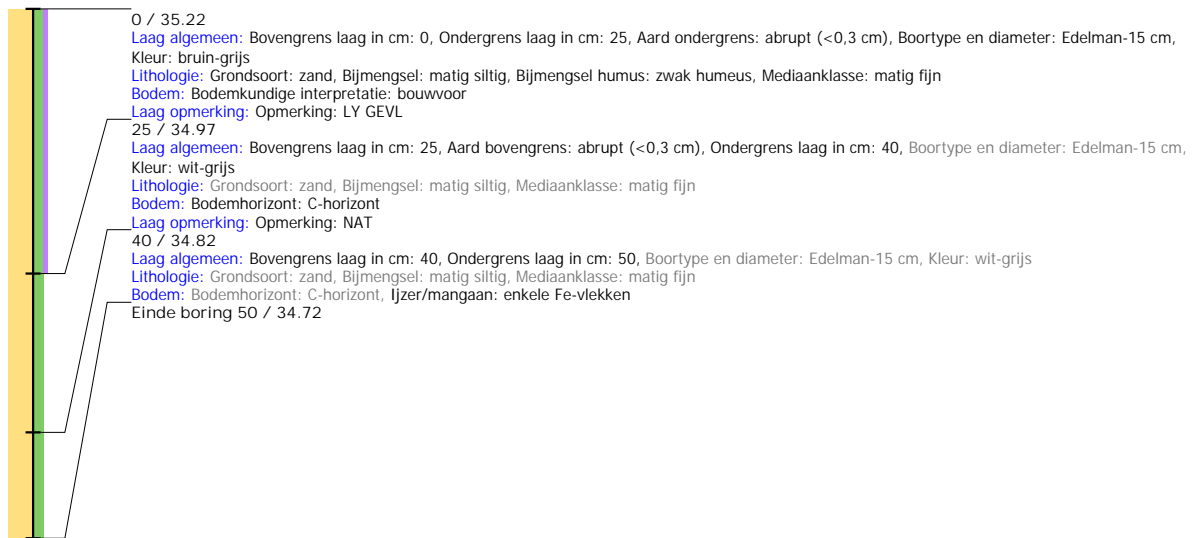 0 / 35.22
Laag algemeen: Bovengrens laag in cm: 0, Ondergrens laag in cm: 25, Aard ondergrens: abrupt (<0,3 cm), Boortype en diameter: Edelman-15 cm,
Kleur: bruin-grijs
Lithologie: Grondsoort: zand, Bijmengsel: matig siltig, Bijmengsel humus: zwak humeus, Mediaanklasse: matig fijn
Bodem: Bodemkundige interpretatie: bouwvoor
Laag opmerking: Opmerking: LY GEVL
25 / 34.97
Laag algemeen: Bovengrens laag in cm: 25, Aard bovengrens: abrupt (<0,3 cm), Ondergrens laag in cm: 40, Boortype en diameter: Edelman-15 cm,
Kleur: wit-grijs
Lithologie: Grondsoort: zand, Bijmengsel: matig siltig, Mediaanklasse: matig fijn
Bodem: Bodemhorizont: C-horizont
Laag opmerking: Opmerking: NAT
40 / 34.82
Laag algemeen: Bovengrens laag in cm: 40, Ondergrens laag in cm: 50, Boortype en diameter: Edelman-15 cm, Kleur: wit-grijs
Lithologie: Grondsoort: zand, Bijmengsel: matig siltig, Mediaanklasse: matig fijn
Bodem: Bodemhorizont: C-horizont, Ijzer/mangaan: enkele Fe-vlekken
Einde boring 50 / 34.72